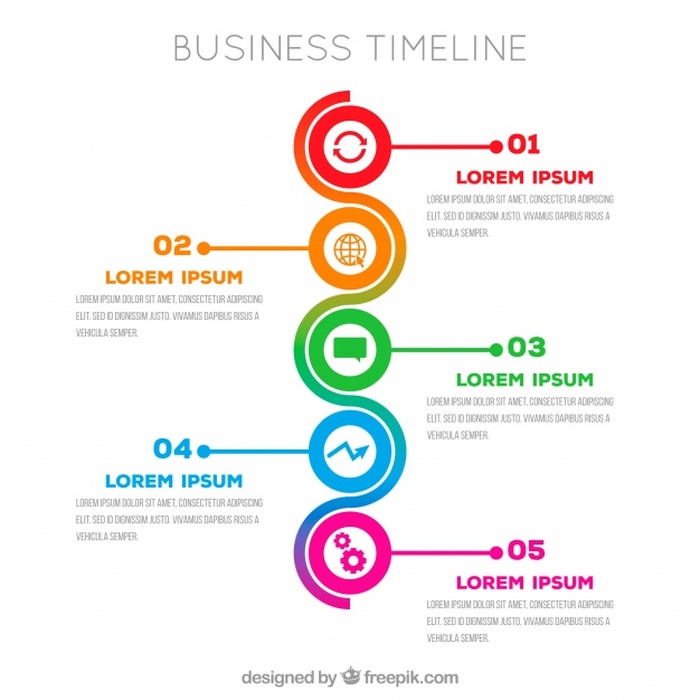 BUSINESS TIMELINE
01
LOREM IPSUM
LOREM IPSUM DOLOR SIT AMET, CONSECTETUR ADIPISCING
ELIT. SED ID DIGNISSIM JUSTO. VIVAMUS DAPIBUS RISUS A
VEHICULA SEMPER.
02
LOREM IPSUM
LOREM IPSUM DOLOR SIT AMET, CONSECTETUR ADIPISCING
ELIT. SED ID DIGNISSIM JUSTO. VIVAMUS DAPIBUS RISUS A
VEHICULA SEMPER.
03
LOREM IPSUM
LOREM IPSUM DOLOR SIT AMET, CONSECTETUR ADIPISCING
ELIT. SED ID DIGNISSIM JUSTO. VIVAMUS DAPIBUS RISUS A
VEHICULA SEMPER.
04
LOREM IPSUM
LOREM IPSUM DOLOR SIT AMET, CONSECTETUR ADIPISCING
ELIT. SED ID DIGNISSIM JUSTO. VIVAMUS DAPIBUS RISUS A
VEHICULA SEMPER.
05
LOREM IPSUM
LOREM IPSUM DOLOR SIT AMET, CONSECTETUR ADIPISCING
ELIT. SED ID DIGNISSIM JUSTO. VIVAMUS DAPIBUS RISUS A
VEHICULA SEMPER.
designed by freepik.com